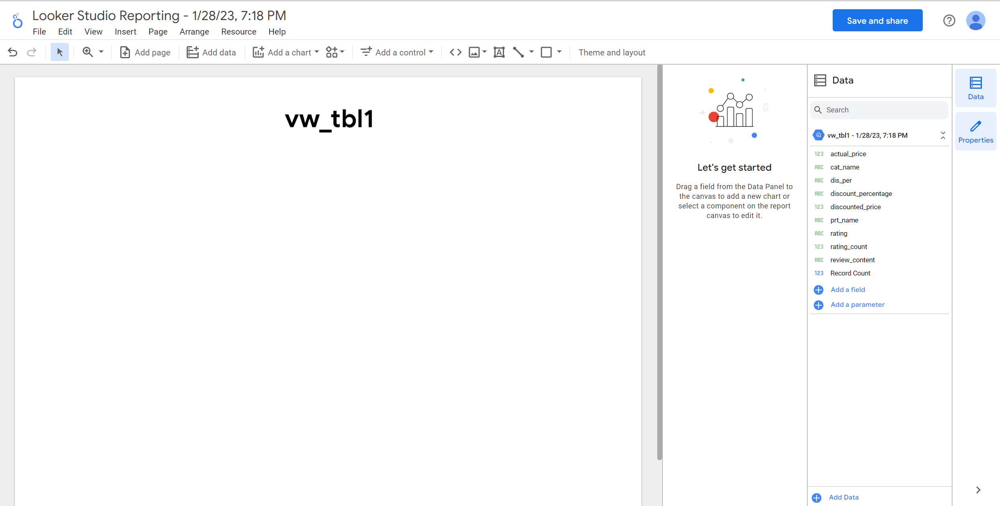 Looker Studio Reporting - 1/28/23, 7:18 PM
File Edit View Insert Page Arrange Resource Help
Save and share
Add page Add data Add a chart Add a control Theme and layout
vw_tbl1
Let's get started
Drag a field from the Data Panel to
the canvas to add a new chart or
select a component on the report
canvas to edit it.
Data
Search
vw_tbl1 - 1/28/23, 7:18 PM
123 actual_price
ABC cat_name
ABC dis_per
ABC discount_percentage
123 discounted_price
ABC prt_name
ABC rating
123 rating_count
ABC review_content
123 Record Count
Add a field
Add a parameter
Add Data
Data
Properties